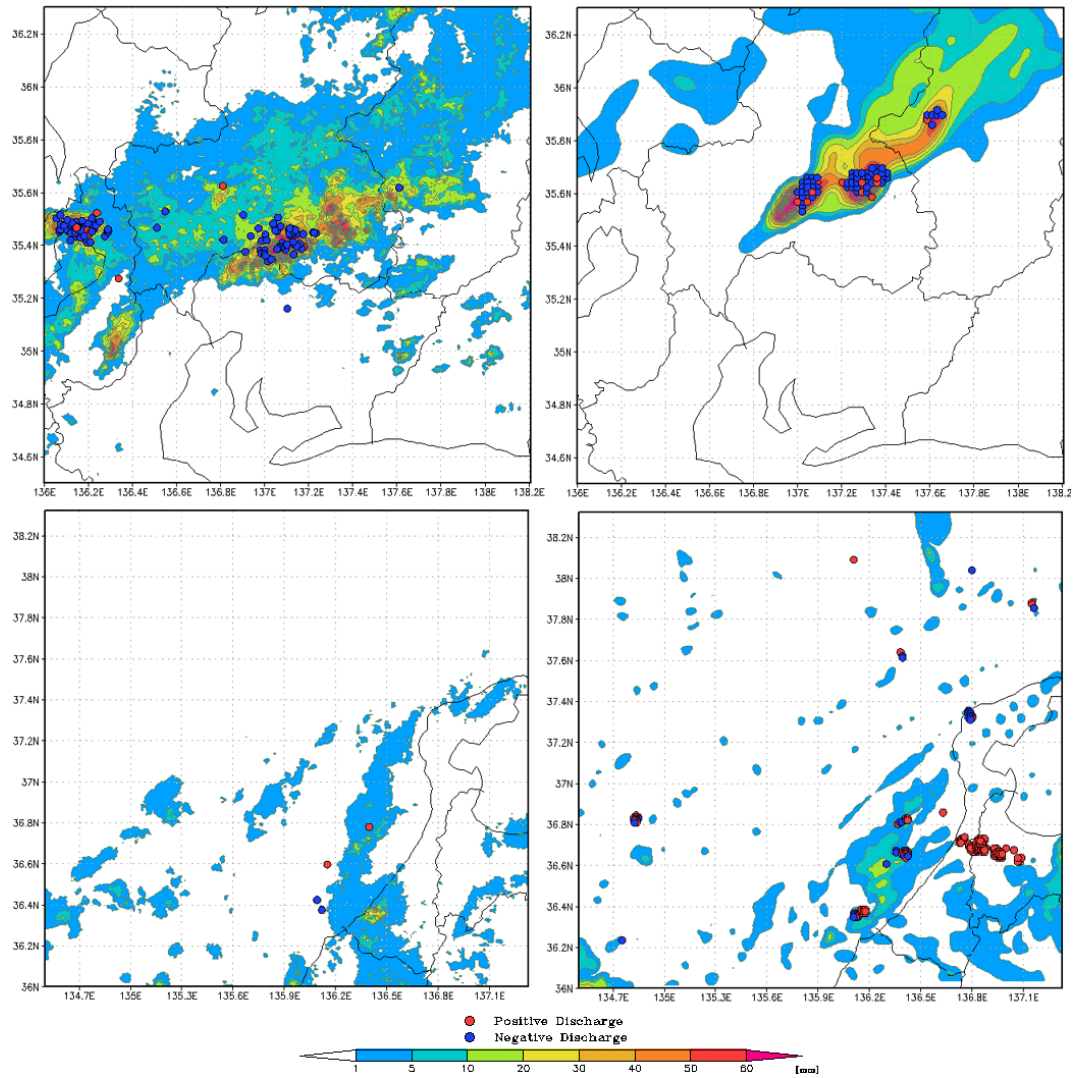 36.2N
36N
35.8N
35.6N
35.4N
35.2N
35N
34.8N
34.6N
136E 136.2E 136.4E 136.6E 136.8E 137E 137.2E 137.4E 137.6E 137.8E 138E 138.2E
36.2N
36N
35.8N
35.6N
35.4N
35.2N
35N
34.8N
34.6N
136E 136.2E 136.4E 136.6E 136.8E 137E 137.2E 137.4E 137.6E 137.8E 138E 138.2
38.2N
38N
37.8N
37.6N
37.4N
37.2N
37N
36.8N
36.6N
36.4N
36.2N
36N
134.7E 135E 135.3E 135.6E 135.9E 136.2E 136.5E 136.8E 137.1E
38.2N
38N
37.8N
37.6N
37.4N
37.2N
37N
36.8N
36.6N
36.4N
36.2N
36N
134.7E 135E 135.3E 135.6E 135.9E 136.2E 136.5E 136.8E 137.1E
Positive Discharge
Negative Discharge
1 5 10 20 30 40 50 60 [mm]